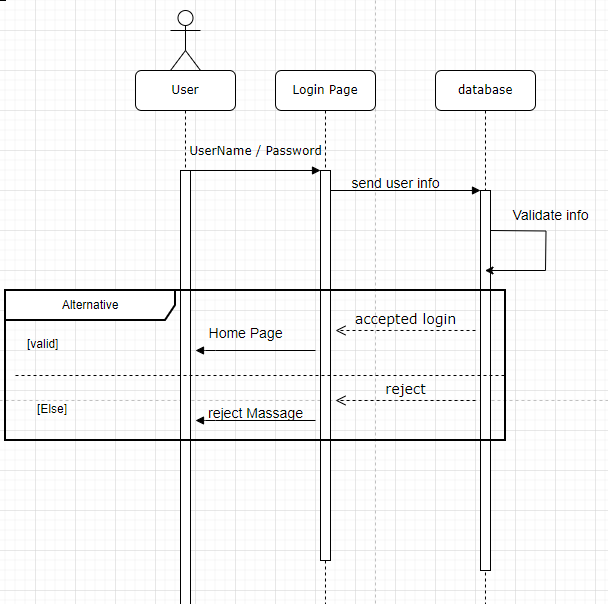 User
Login Page
database
UserName / Password
send user info
Validate info
Alternative
accepted login
Home Page
[valid]
reject
[Else]
reject Massage